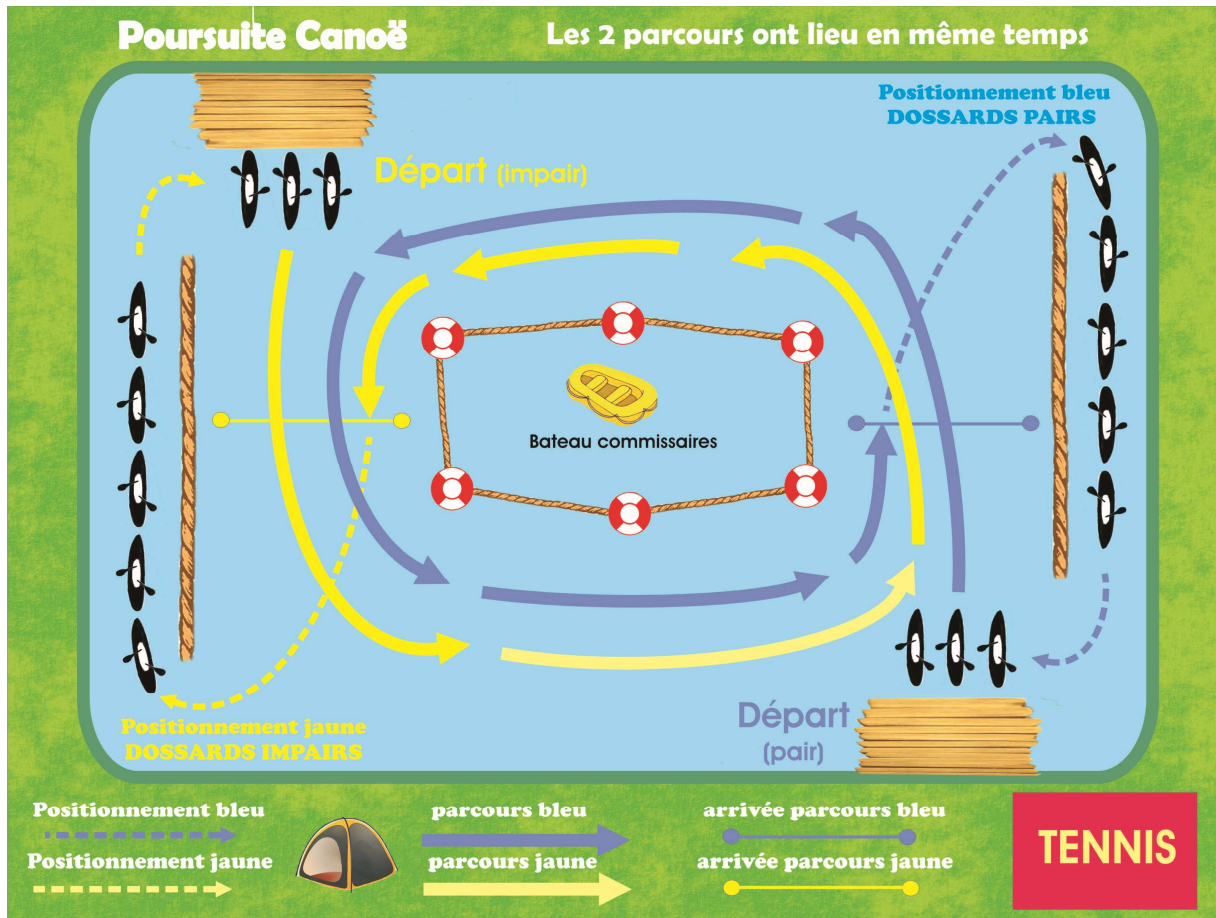 Poursuite Canoë
Les 2 parcours ont lieu en même temps
Positionnement bleu
DOSSARDS PAIRS
Départ (impair)
Bateau commissaires
Positionnement jaune
DOSSARDS IMPAIRS
Départ
(pair)
Positionnement bleu
parcours bleu
arrivée parcours bleu
Positionnement jaune
parcours jaune
arrivée parcours jaune
TENNIS